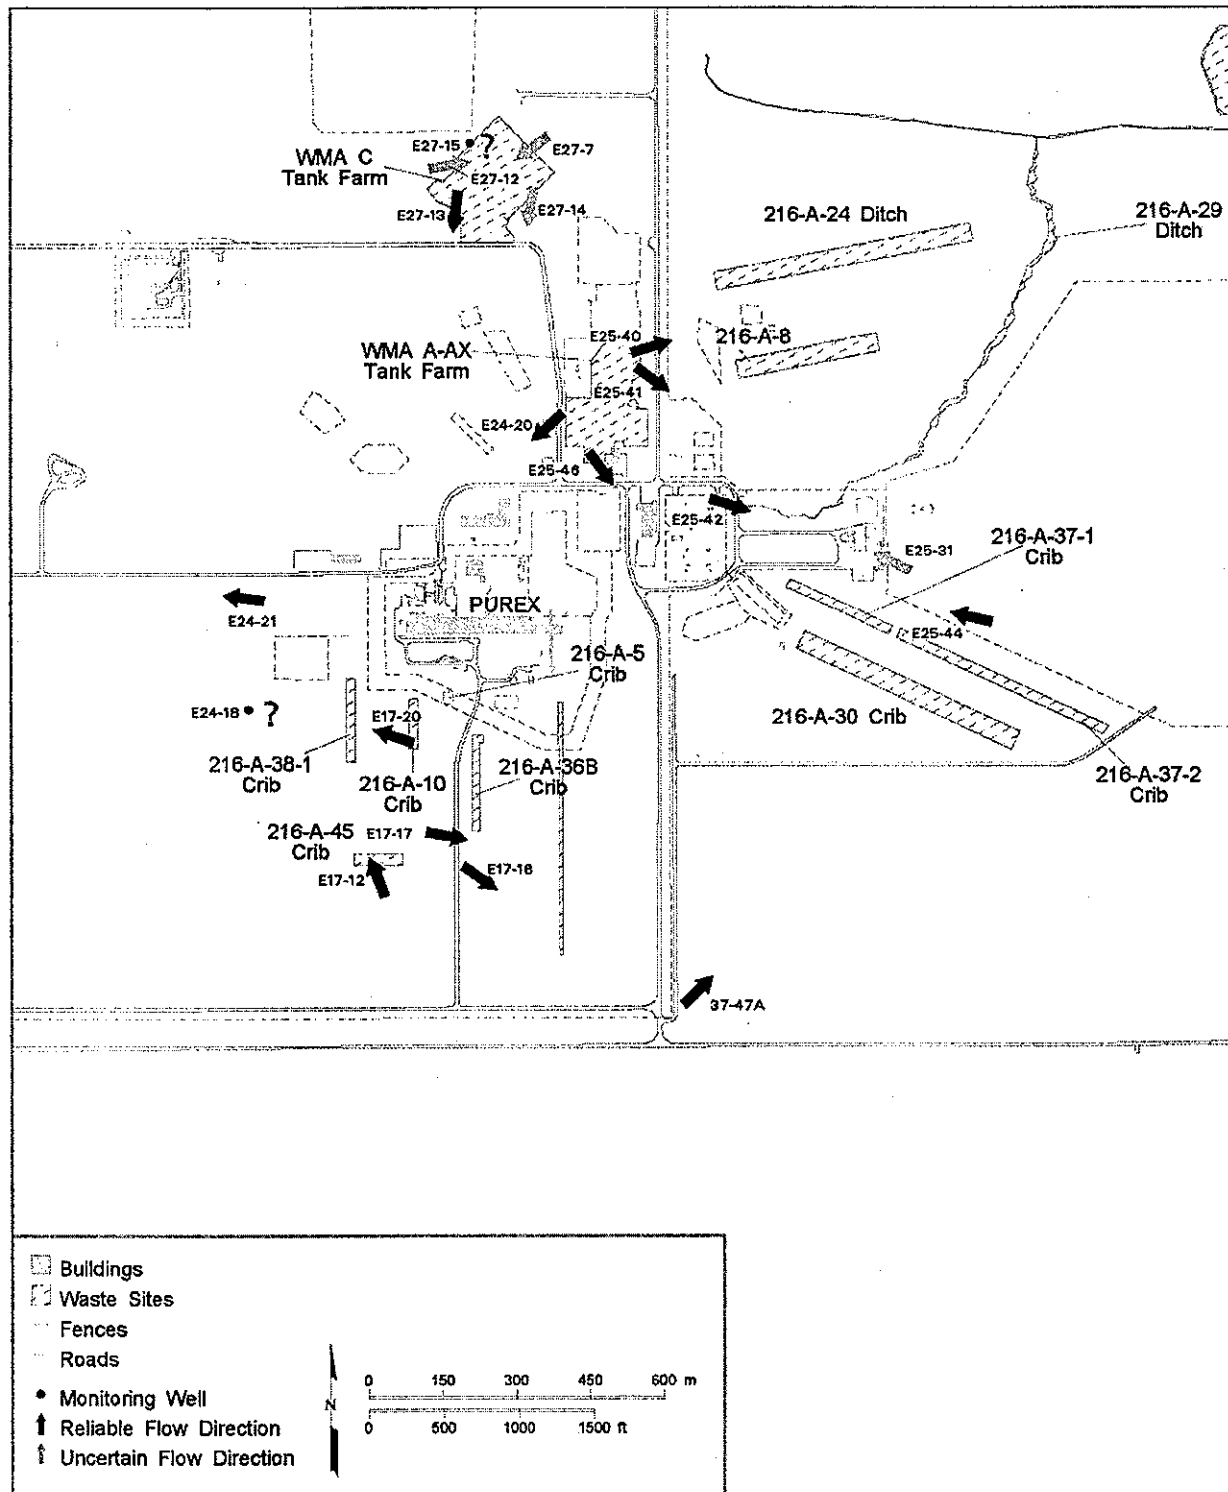 E27-15
?
E27-7
WMA C
Tank Farm
E27-12
E27-13
E27-14
216-A-24 Ditch
216-A-29
Ditch
E25-40
216-A-8
WMA A-AX
Tank Farm
E25-41
E24-20
E25-46
E25-42
216-A-37-1
Crib
E25-31
E24-21
PUREX
E25-44
216-A-5
Crib
E24-18
?
E17-20
216-A-30 Crib
216-A-38-1
Crib
216-A-10
Crib
216-A-36B
Crib
216-A-37-2
Crib
216-A-45
Crib
E17-17
E17-12
E17-16
37-47A
Buildings
Waste Sites
Fences
Roads
Monitoring Well
Reliable Flow Direction
Uncertain Flow Direction
N
0 150 300 450 600 m
0 500 1000 1500 ft